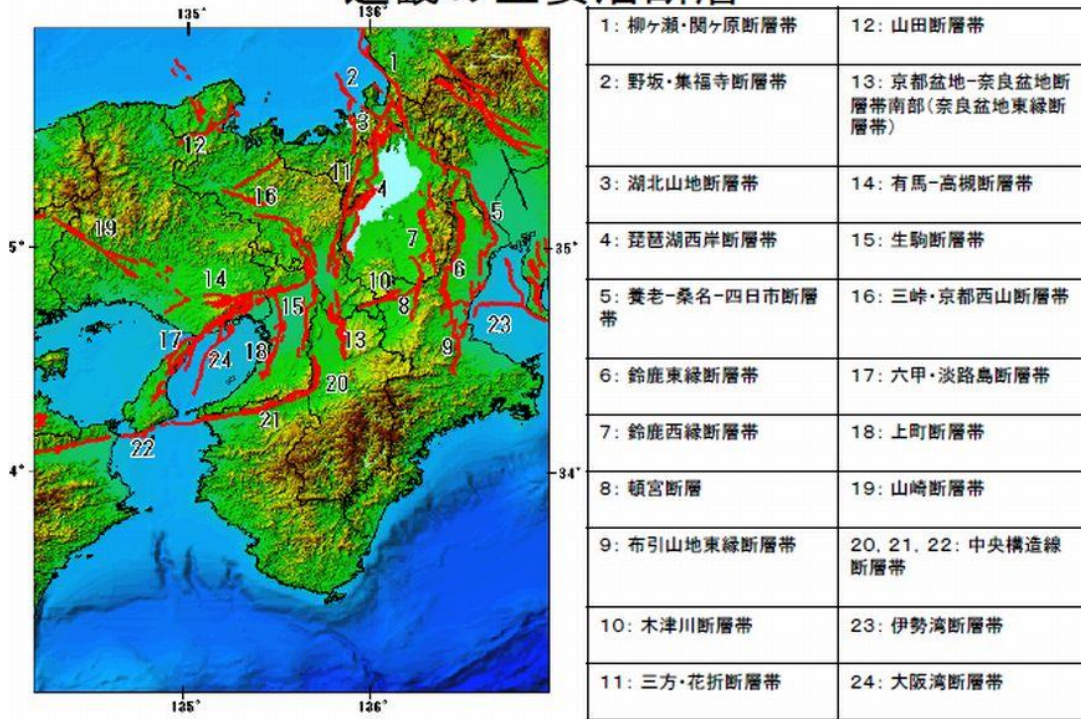 近畿の主要活断層
135°
136°
5°
35°
4°
34°
135°
136°
1
2
3
12
11
4
16
19
5
7
6
14
10
15
8
23
17
24
18
13
9
20
21
22
1: 柳ヶ瀬・関ヶ原断層帯
12: 山田断層帯
2: 野坂・集福寺断層帯
13: 京都盆地-奈良盆地断
層帯南部(奈良盆地東縁断
層帯)
3: 湖北山地断層帯
14: 有馬-高槻断層帯
4: 琵琶湖西岸断層帯
15: 生駒断層帯
5: 養老-桑名-四日市断層
帯
16: 三峠・京都西山断層帯
6: 鈴鹿東縁断層帯
17: 六甲・淡路島断層帯
7: 鈴鹿西縁断層帯
18: 上町断層帯
8: 頓宮断層
19: 山崎断層帯
9: 布引山地東縁断層帯
20, 21, 22: 中央構造線
断層帯
10: 木津川断層帯
23: 伊勢湾断層帯
11: 三方・花折断層帯
24: 大阪湾断層帯